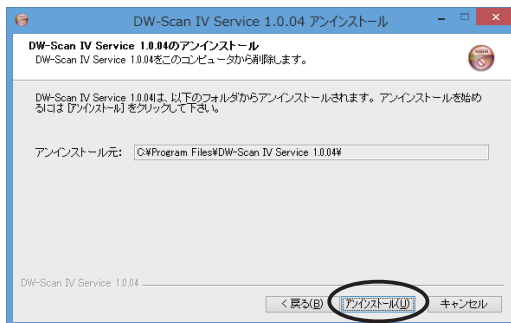 DW-Scan IV Service 1.0.04 アンインストール
DW-Scan IV Service 1.0.04のアンインストール
DW-Scan IV Service 1.0.04をこのコンピュータから削除します。
DW-Scan IV Service 1.0.04は、以下のフォルダからアンインストールされます。アンインストールを始め
るには [アンインストール] をクリックして下さい。
アンインストール元: C:¥Program Files¥DW-Scan IV Service 1.0.04¥
DW-Scan IV Service 1.0.04
< 戻る(B) アンインストール(U) キャンセル